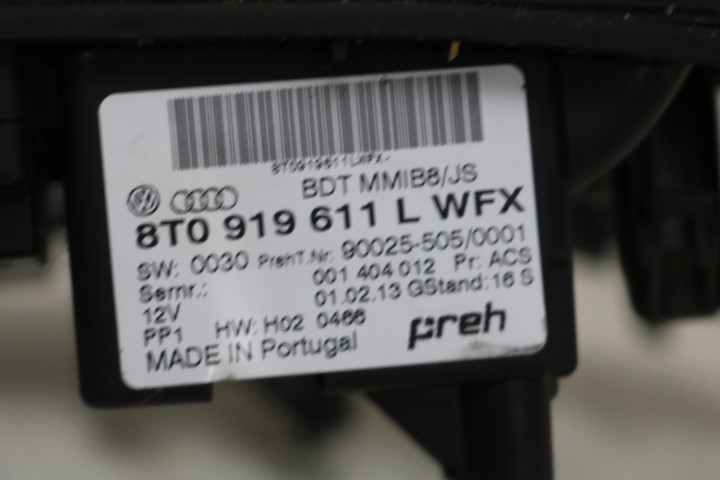 8T0919611LWFX-
BDT MMIB8/JS
8T0 919 611 L WFX
SW: 0030 PrehT.Nr: 90025-505/0001
Sernr.: 001 404 012 Pr: ACS
12V 01.02.13 GStand: 16 S
PP1 HW: H02 0466
MADE IN Portugal preh